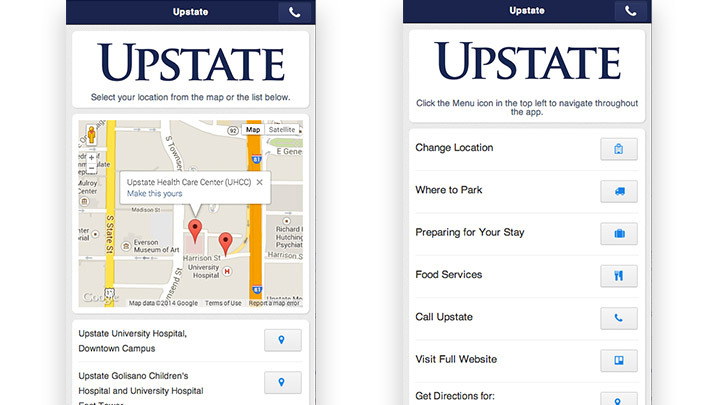 Upstate
UPSTATE
Select your location from the map or the list below.
92
Map
Satellite
S Townsend
E Gene
81
Upstate Health Care Center (UHCC)
Make this yours
Madison St
S State St
Everson
Museum of Art
Harrison St
Harrison S
University
Hospital
H
Richard
Hutching
Psychiatr
Townsend St
81
Google
Map data ©2014 Google
Terms of Use
Report a map error
Upstate University Hospital,
Downtown Campus
Upstate Golisano Children's
Hospital and University Hospital
East Tower
Upstate
UPSTATE
Click the Menu icon in the top left to navigate throughout
the app.
Change Location
Where to Park
Preparing for Your Stay
Food Services
Call Upstate
Visit Full Website
Get Directions for: